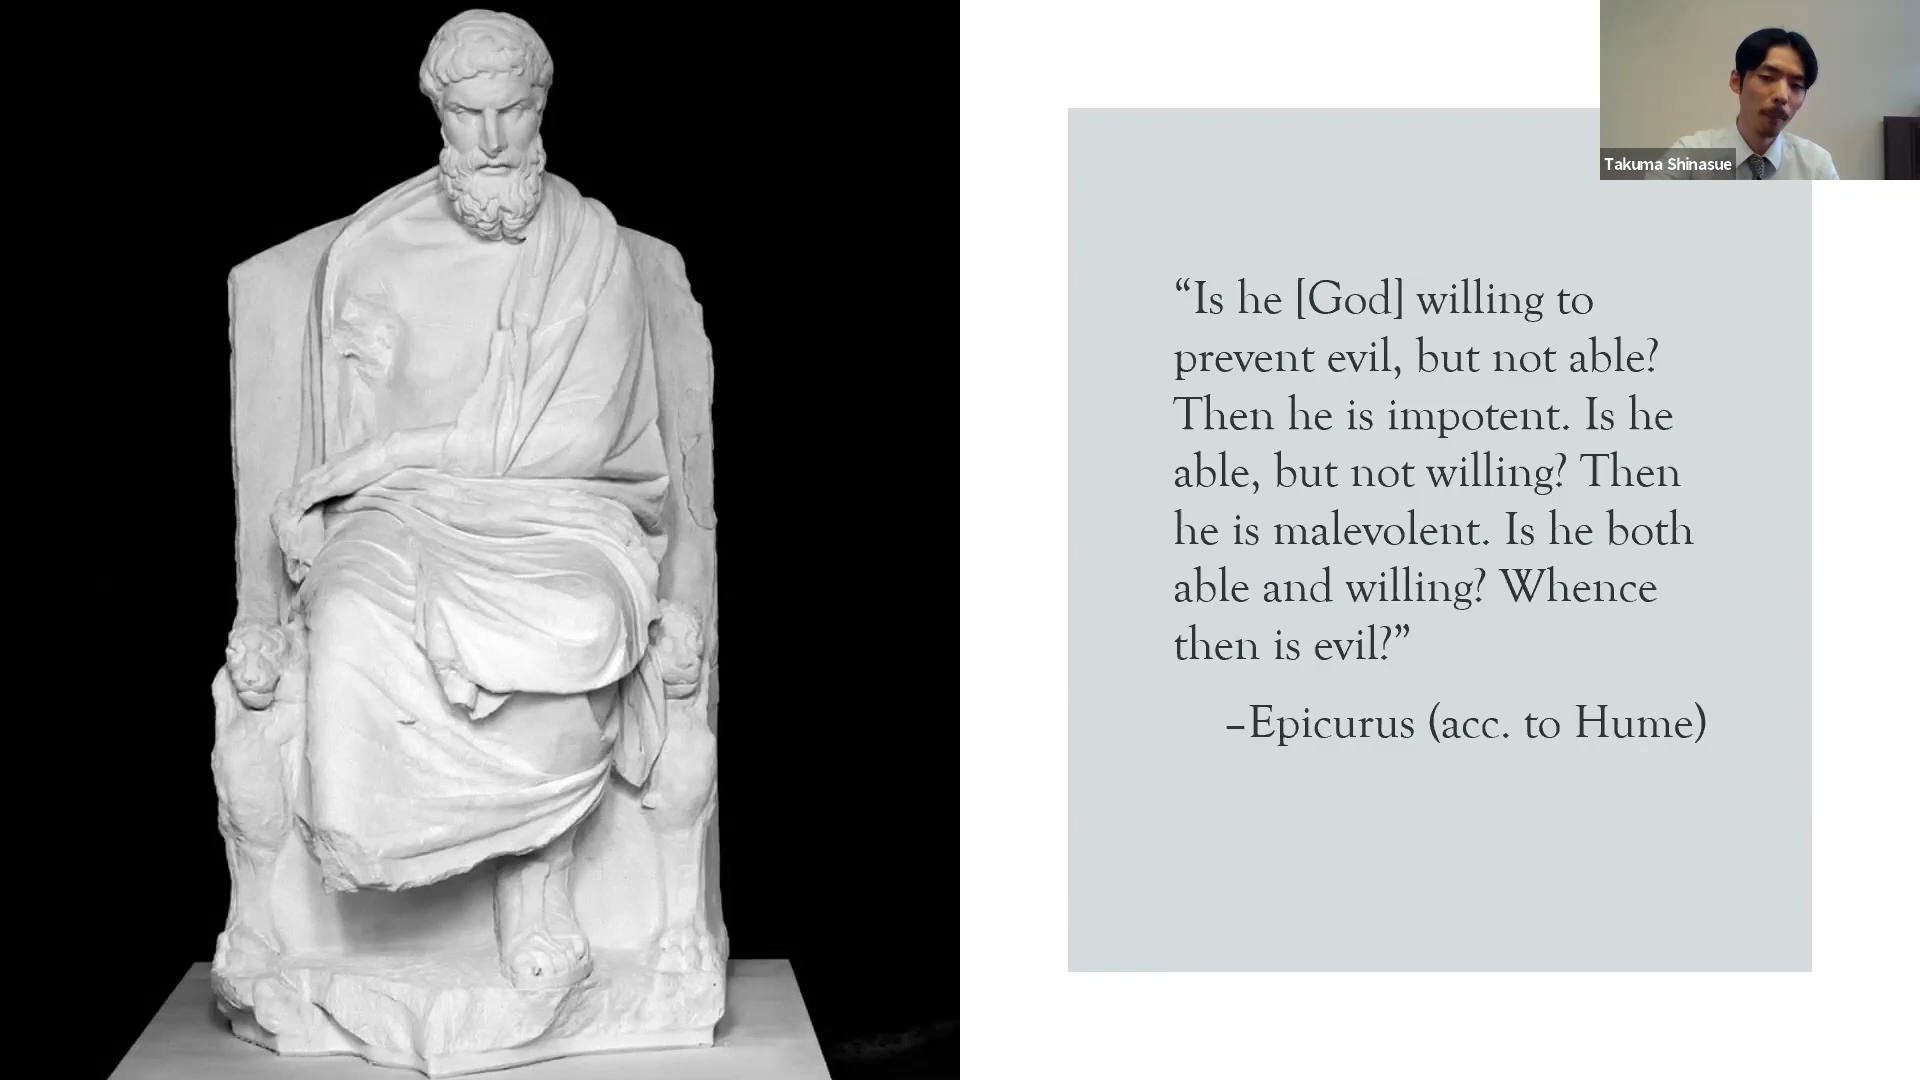 Takuma Shinasue
“Is he [God] willing to
prevent evil, but not able?
Then he is impotent. Is he
able, but not willing? Then
he is malevolent. Is he both
able and willing? Whence
then is evil?”
–Epicurus (acc. to Hume)